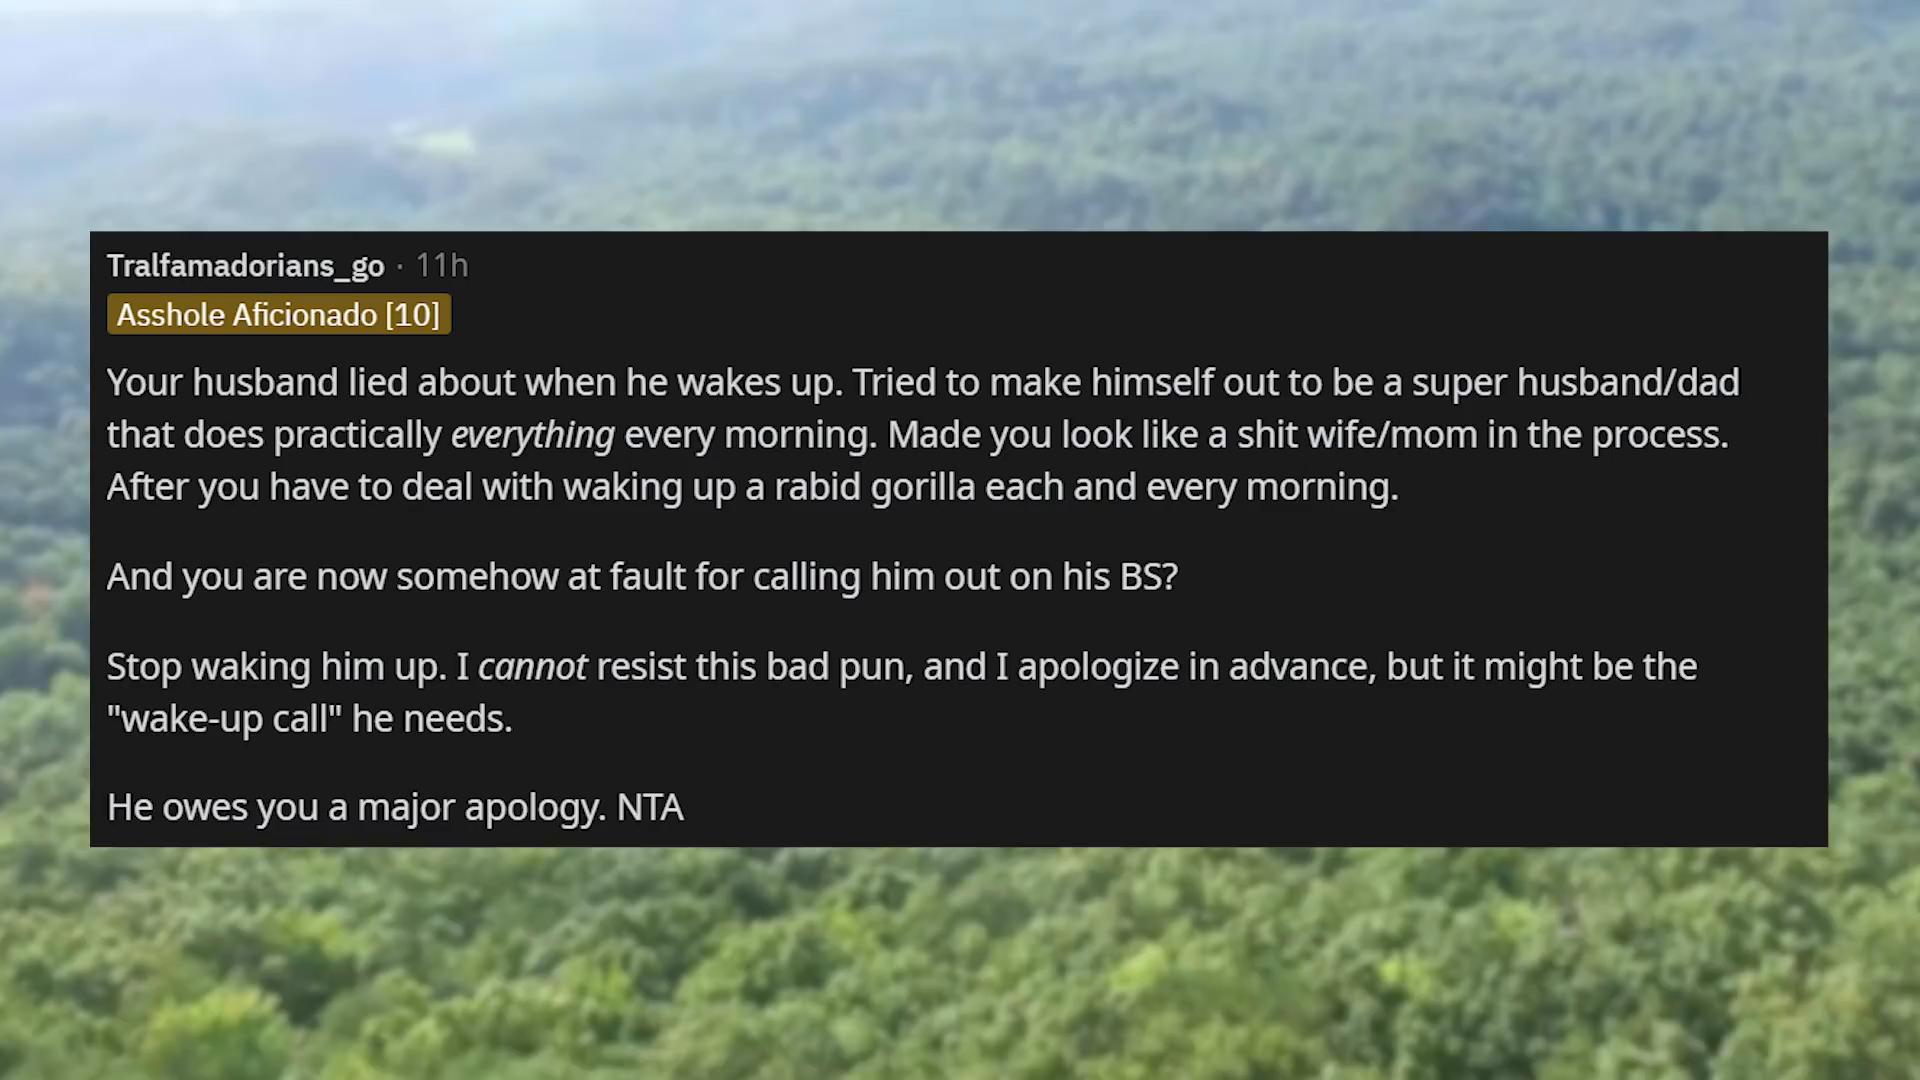 Tralfamadorians_go · 11h
Asshole Aficionado [10]
Your husband lied about when he wakes up. Tried to make himself out to be a super husband/dad
that does practically everything every morning. Made you look like a shit wife/mom in the process.
After you have to deal with waking up a rabid gorilla each and every morning.
And you are now somehow at fault for calling him out on his BS?
Stop waking him up. I cannot resist this bad pun, and I apologize in advance, but it might be the
"wake-up call" he needs.
He owes you a major apology. NTA